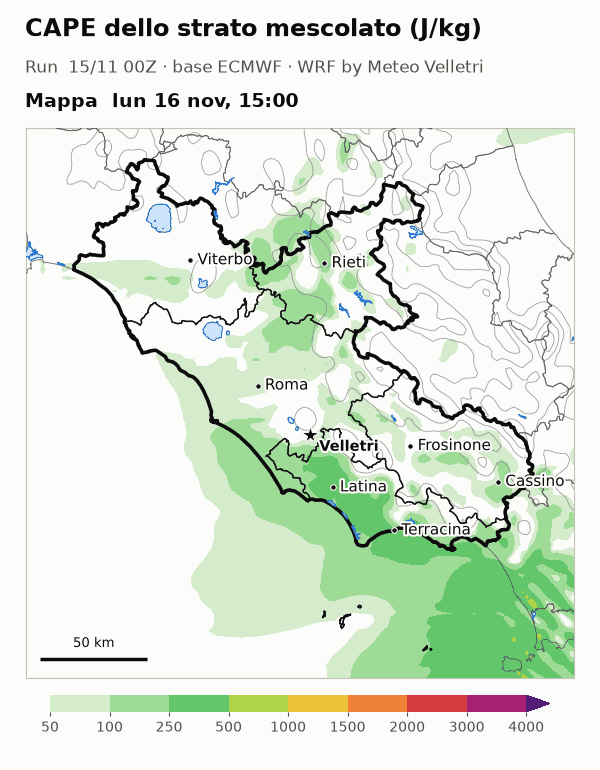 CAPE dello strato mescolato (J/kg)
Run  15/11 00Z · base ECMWF · WRF by Meteo Velletri
Mappa  lun 16 nov, 15:00
Viterbo
Rieti
Roma
Velletri
Frosinone
Latina
Cassino
Terracina
50 km
50 100 250 500 1000 1500 2000 3000 4000